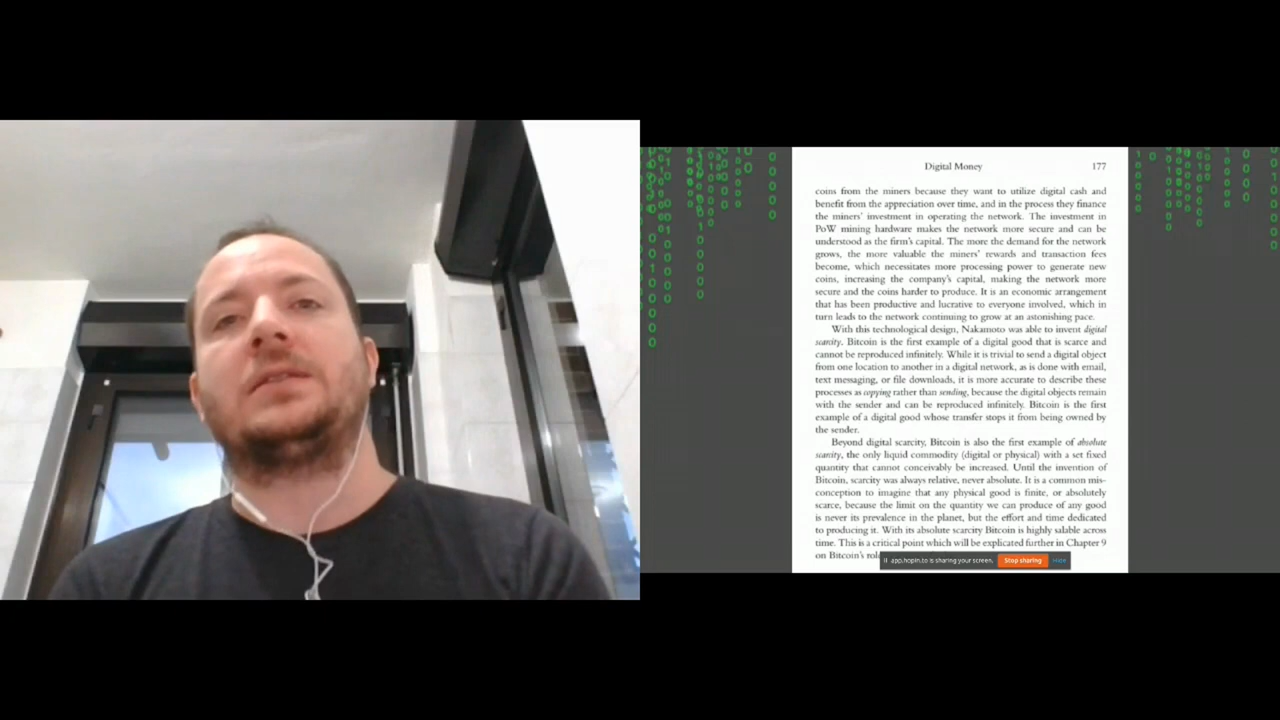 Digital Money 177
coins from the miners because they want to utilize digital cash and
benefit from the appreciation over time, and in the process they finance
the miners' investment in operating the network. The investment in
PoW mining hardware makes the network more secure and can be
understood as the firm's capital. The more the demand for the network
grows, the more valuable the miners' rewards and transaction fees
become, which necessitates more processing power to generate new
coins, increasing the company's capital, making the network more
secure and the coins harder to produce. It is an economic arrangement
that has been productive and lucrative to everyone involved, which in
turn leads to the network continuing to grow at an astonishing pace.
With this technological design, Nakamoto was able to invent digital
scarcity. Bitcoin is the first example of a digital good that is scarce and
cannot be reproduced infinitely. While it is trivial to send a digital object
from one location to another in a digital network, as is done with email,
text messaging, or file downloads, it is more accurate to describe these
processes as copying rather than sending, because the digital objects remain
with the sender and can be reproduced infinitely. Bitcoin is the first
example of a digital good whose transfer stops it from being owned by
the sender.
Beyond digital scarcity, Bitcoin is also the first example of absolute
scarcity, the only liquid commodity (digital or physical) with a set fixed
quantity that cannot conceivably be increased. Until the invention of
Bitcoin, scarcity was always relative, never absolute. It is a common mis-
conception to imagine that any physical good is finite, or absolutely
scarce, because the limit on the quantity we can produce of any good
is never its prevalence in the planet, but the effort and time dedicated
to producing it. With its absolute scarcity Bitcoin is highly salable across
time. This is a critical point which will be explicated further in Chapter 9
on Bitcoin's
app.hopin.to is sharing your screen. Stop sharing Hide